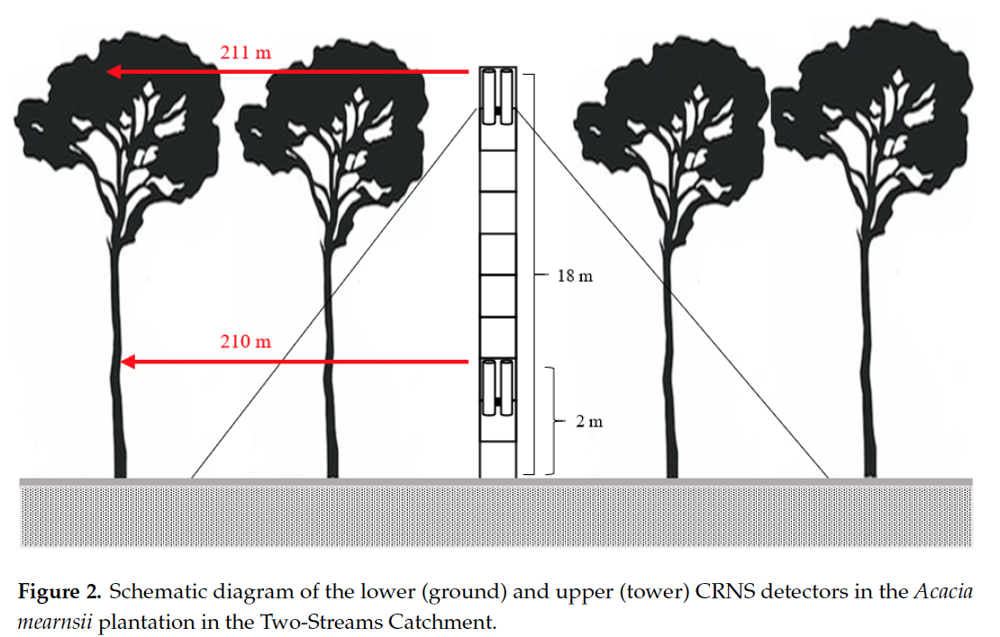 211 m
18 m
210 m
2 m
Figure 2. Schematic diagram of the lower (ground) and upper (tower) CRNS detectors in the Acacia
mearnsii plantation in the Two-Streams Catchment.